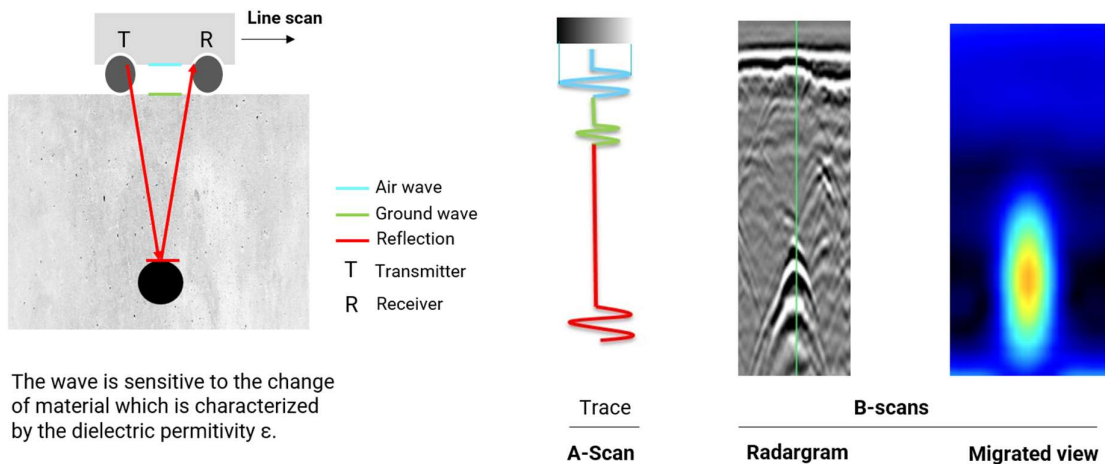 Line scan
T
R
Air wave
Ground wave
Reflection
T Transmitter
R Receiver
The wave is sensitive to the change
of material which is characterized
by the dielectric permitivity ε.
Trace
A-Scan
B-scans
Radargram
Migrated view